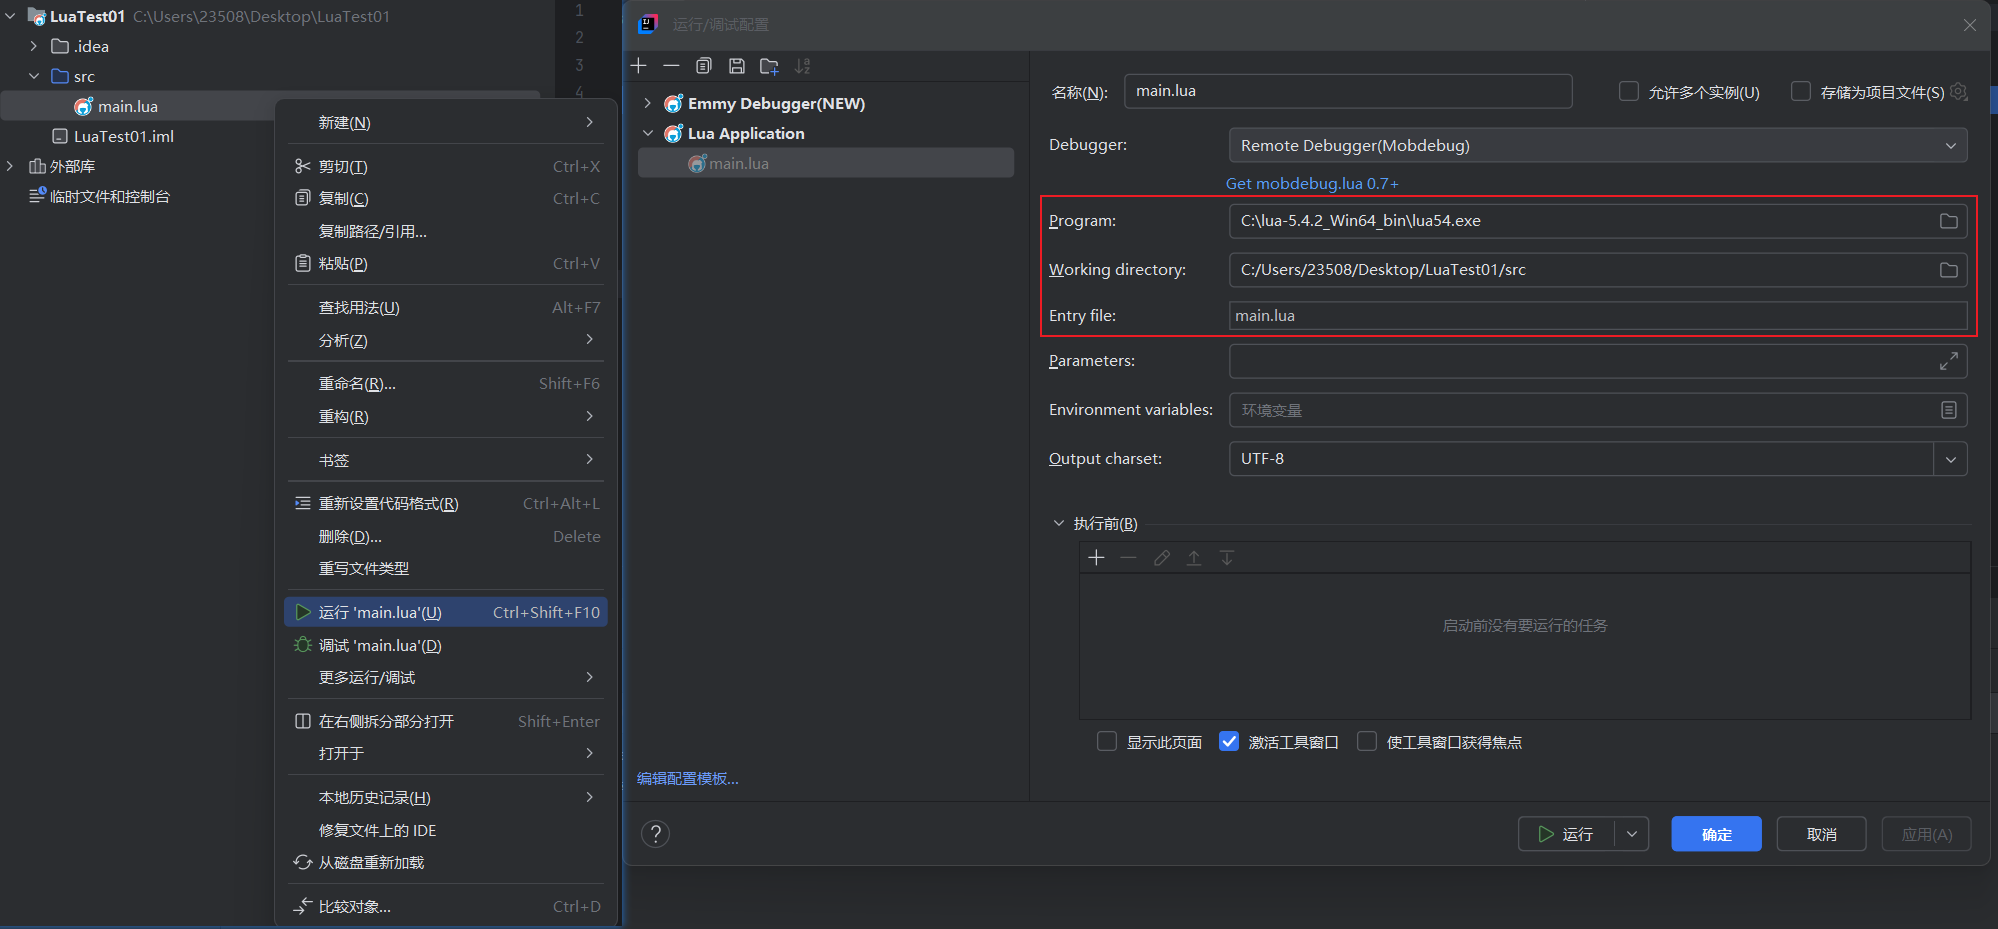 LuaTest01 C:\Users\23508\Desktop\LuaTest01
.idea
src
main.lua
LuaTest01.iml
外部库
临时文件和控制台
1
2
3
4
新建(N)
剪切(T) Ctrl+X
复制(C) Ctrl+C
复制路径/引用...
粘贴(P) Ctrl+V
查找用法(U) Alt+F7
分析(Z)
重命名(R)... Shift+F6
重构(R)
书签
重新设置代码格式(R) Ctrl+Alt+L
删除(D)... Delete
重写文件类型
运行 'main.lua'(U) Ctrl+Shift+F10
调试 'main.lua'(D)
更多运行/调试
在右侧拆分部分打开 Shift+Enter
打开于
本地历史记录(H)
修复文件上的 IDE
从磁盘重新加载
比较对象... Ctrl+D
运行/调试配置
Emmy Debugger(NEW)
Lua Application
main.lua
编辑配置模板...
名称(N): main.lua 允许多个实例(U) 存储为项目文件(S)
Debugger: Remote Debugger(Mobdebug)
Get mobdebug.lua 0.7+
Program: C:\lua-5.4.2_Win64_bin\lua54.exe
Working directory: C:/Users/23508/Desktop/LuaTest01/src
Entry file: main.lua
Parameters:
Environment variables: 环境变量
Output charset: UTF-8
执行前(B)
启动前没有要运行的任务
显示此页面 激活工具窗口 使工具窗口获得焦点
? 运行 确定 取消 应用(A)